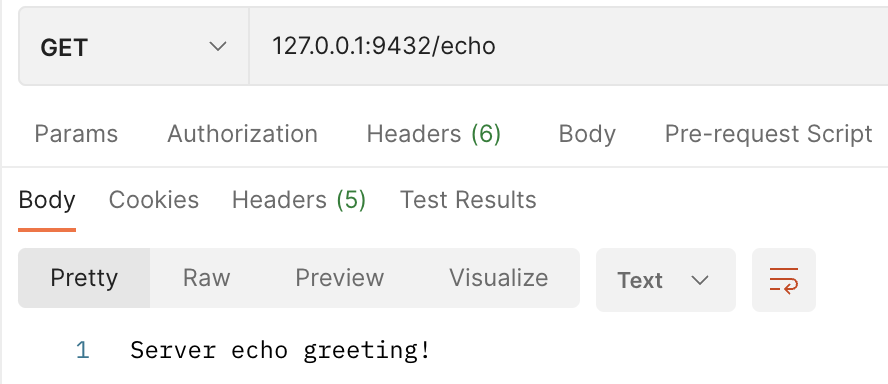 GET 127.0.0.1:9432/echo
Params Authorization Headers (6) Body Pre-request Script
Body Cookies Headers (5) Test Results
Pretty Raw Preview Visualize Text
1 Server echo greeting!